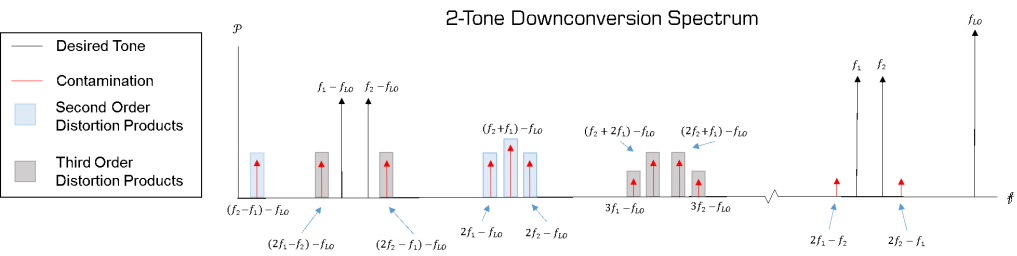 2-Tone Downconversion Spectrum
Desired Tone
Contamination
Second Order
Distortion Products
Third Order
Distortion Products
𝒫
f₁ − f_LO
f₂ − f_LO
(f₂+f₁) − f_LO
(f₂ + 2f₁) − f_LO
(2f₂+f₁) − f_LO
f₁
f₂
f_LO
(f₂−f₁) − f_LO
(2f₁−f₂) − f_LO
(2f₂ − f₁) − f_LO
2f₁ − f_LO
2f₂ − f_LO
3f₁ − f_LO
3f₂ − f_LO
2f₁ − f₂
2f₂ − f₁
f